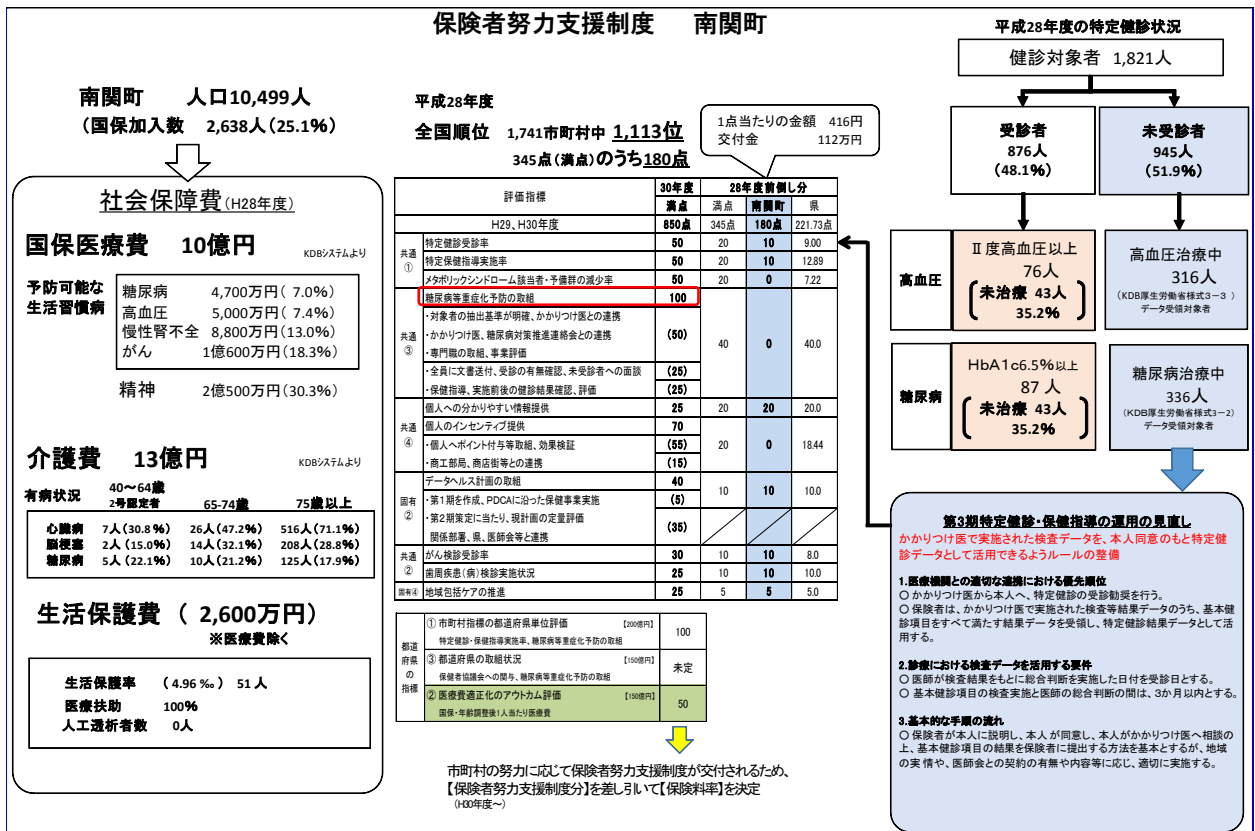 保険者努力支援制度　南関町
南関町　人口10,499人
（国保加入数　2,638人（25.1%）
社会保障費(H28年度)
国保医療費　10億円　KDBシステムより
予防可能な
生活習慣病
糖尿病　4,700万円( 7.0%)
高血圧　5,000万円( 7.4%)
慢性腎不全　8,800万円(13.0%)
がん　1億600万円(18.3%)
精神　2億500万円(30.3%)
介護費　13億円　KDBシステムより
有病状況　40～64歳
2号認定者　65-74歳　75歳以上
心臓病　7人(30.8%)　26人(47.2%)　516人(71.1%)
脳梗塞　2人(15.0%)　14人(32.1%)　208人(28.8%)
糖尿病　5人(22.1%)　10人(21.2%)　125人(17.9%)
生活保護費　( 2,600万円)
※医療費除く
生活保護率　(4.96 ‰)　51 人
医療扶助　100%
人工透析者数　0人
平成28年度
全国順位　1,741市町村中　1,113位
345点(満点)のうち180点
1点当たりの金額　416円
交付金　112万円
評価指標　30年度　28年度前倒し分
満点　満点　南関町　県
H29、H30年度　850点　345点　180点　221.73点
共通①　特定健診受診率　50　20　10　9.00
特定保健指導実施率　50　20　10　12.89
メタボリックシンドローム該当者・予備群の減少率　50　20　0　7.22
共通③　糖尿病等重症化予防の取組　100　40　0　40.0
・対象者の抽出基準が明確、かかりつけ医との連携
・かかりつけ医、糖尿病対策推進連絡会との連携　(50)
・専門職の取組、事業評価
・全員に文書送付、受診の有無確認、未受診者への面談　(25)
・保健指導、実施前後の健診結果確認、評価　(25)
共通④　個人への分かりやすい情報提供　25　20　20　20.0
個人のインセンティブ提供　70　20　0　18.44
・個人へポイント付与等取組、効果検証　(55)
・商工部局、商店街等との連携　(15)
固有②　データヘルス計画の取組　40　10　10　10.0
・第1期を作成、PDCAに沿った保健事業実施　(5)
・第2期策定に当たり、現計画の定量評価　(35)
関係部署、県、医師会等と連携
共通②　がん検診受診率　30　10　10　8.0
歯周疾患(病)検診実施状況　25　10　10　10.0
固有④　地域包括ケアの推進　25　5　5　5.0
都道府県の指標
① 市町村指標の都道府県単位評価　【200億円】　100
特定健診・保健指導実施率、糖尿病等重症化予防の取組
③ 都道府県の取組状況　【150億円】　未定
保健者協議会への関与、糖尿病等重症化予防の取組
② 医療費適正化のアウトカム評価　【150億円】　50
国保・年齢調整後1人当たり医療費
市町村の努力に応じて保険者努力支援制度が交付されるため、
【保険者努力支援制度分】を差し引いて【保険料率】を決定
(H30年度～)
平成28年度の特定健診状況
健診対象者　1,821人
受診者
876人
(48.1%)
未受診者
945人
(51.9%)
高血圧
Ⅱ度高血圧以上
76人
未治療　43人
35.2%
高血圧治療中
316人
(KDB厚生労働省様式3－3 )
データ受領対象者
糖尿病
HbA1c6.5%以上
87 人
未治療　43人
35.2%
糖尿病治療中
336人
(KDB厚生労働省様式3－2)
データ受領対象者
第3期特定健診・保健指導の運用の見直し
かかりつけ医で実施された検査データを、本人同意のもと特定健
診データとして活用できるようルールの整備
1.医療機関との適切な連携における優先順位
○ かかりつけ医から本人へ、特定健診の受診勧奨を行う。
○ 保険者は、かかりつけ医で実施された検査等結果データのうち、基本健
診項目をすべて満たす結果データを受領し、特定健診結果データとして活
用する。
2.診療における検査データを活用する要件
○ 医師が検査結果をもとに総合判断を実施した日付を受診日とする。
○ 基本健診項目の検査実施と医師の総合判断の間は、3か月以内とする。
3.基本的な手順の流れ
○ 保険者が本人に説明し、本人が同意し、本人がかかりつけ医へ相談の
上、基本健診項目の結果を保険者に提出する方法を基本とするが、地域
の実情や、医師会との契約の有無や内容等に応じ、適切に実施する。